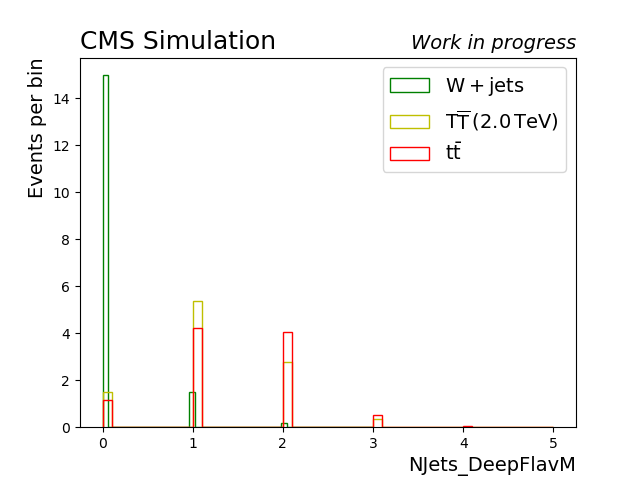 CMS Simulation
Work in progress
Events per bin
14
12
10
8
6
4
2
0
W + jets
TT̅ (2.0 TeV)
tt̄
0 1 2 3 4 5
NJets_DeepFlavM